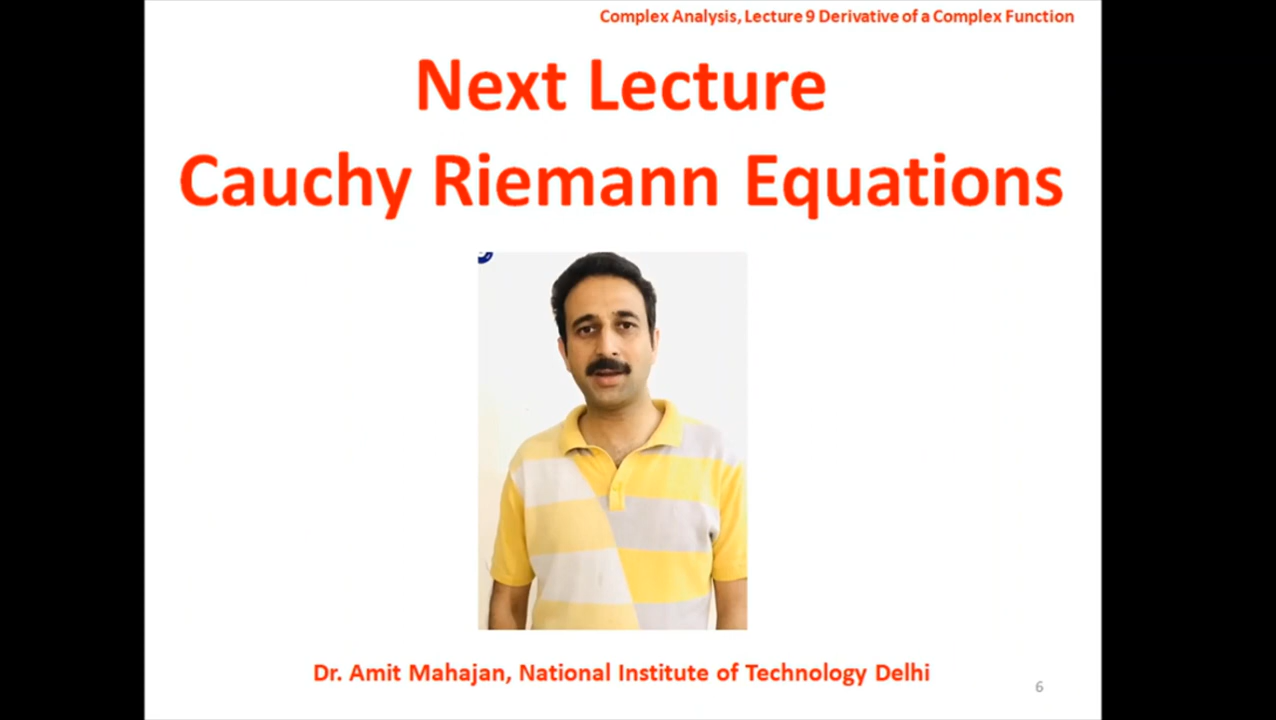 Complex Analysis, Lecture 9 Derivative of a Complex Function
Next Lecture
Cauchy Riemann Equations
Dr. Amit Mahajan, National Institute of Technology Delhi
6